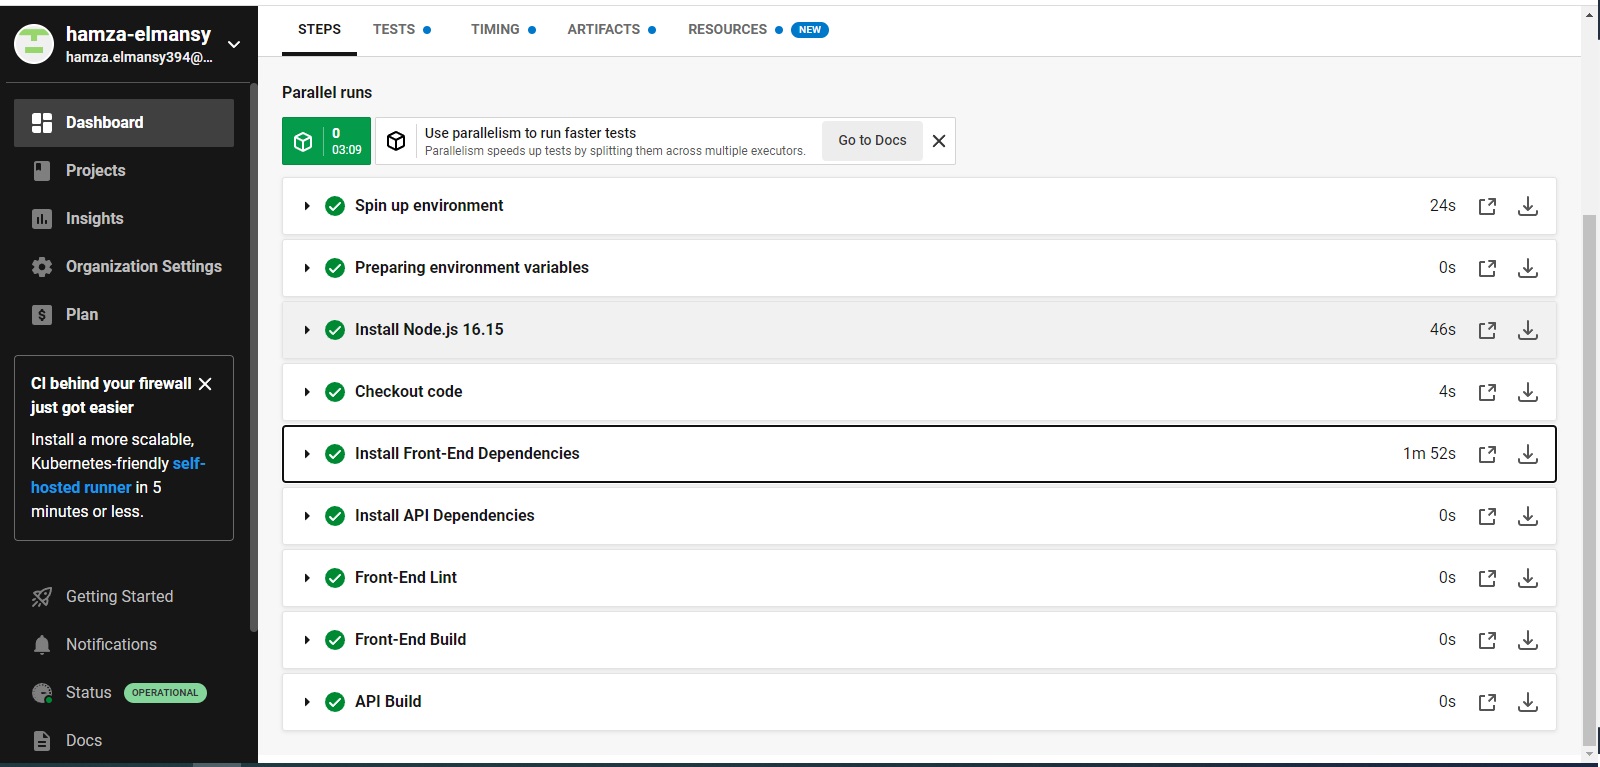 hamza-elmansy
hamza.elmansy394@...
Dashboard
Projects
Insights
Organization Settings
$ Plan
CI behind your firewall
just got easier
Install a more scalable,
Kubernetes-friendly self-
hosted runner in 5
minutes or less.
Getting Started
Notifications
Status OPERATIONAL
Docs
STEPS TESTS TIMING ARTIFACTS RESOURCES NEW
Parallel runs
0
03:09
Use parallelism to run faster tests
Parallelism speeds up tests by splitting them across multiple executors.
Go to Docs
Spin up environment 24s
Preparing environment variables 0s
Install Node.js 16.15 46s
Checkout code 4s
Install Front-End Dependencies 1m 52s
Install API Dependencies 0s
Front-End Lint 0s
Front-End Build 0s
API Build 0s